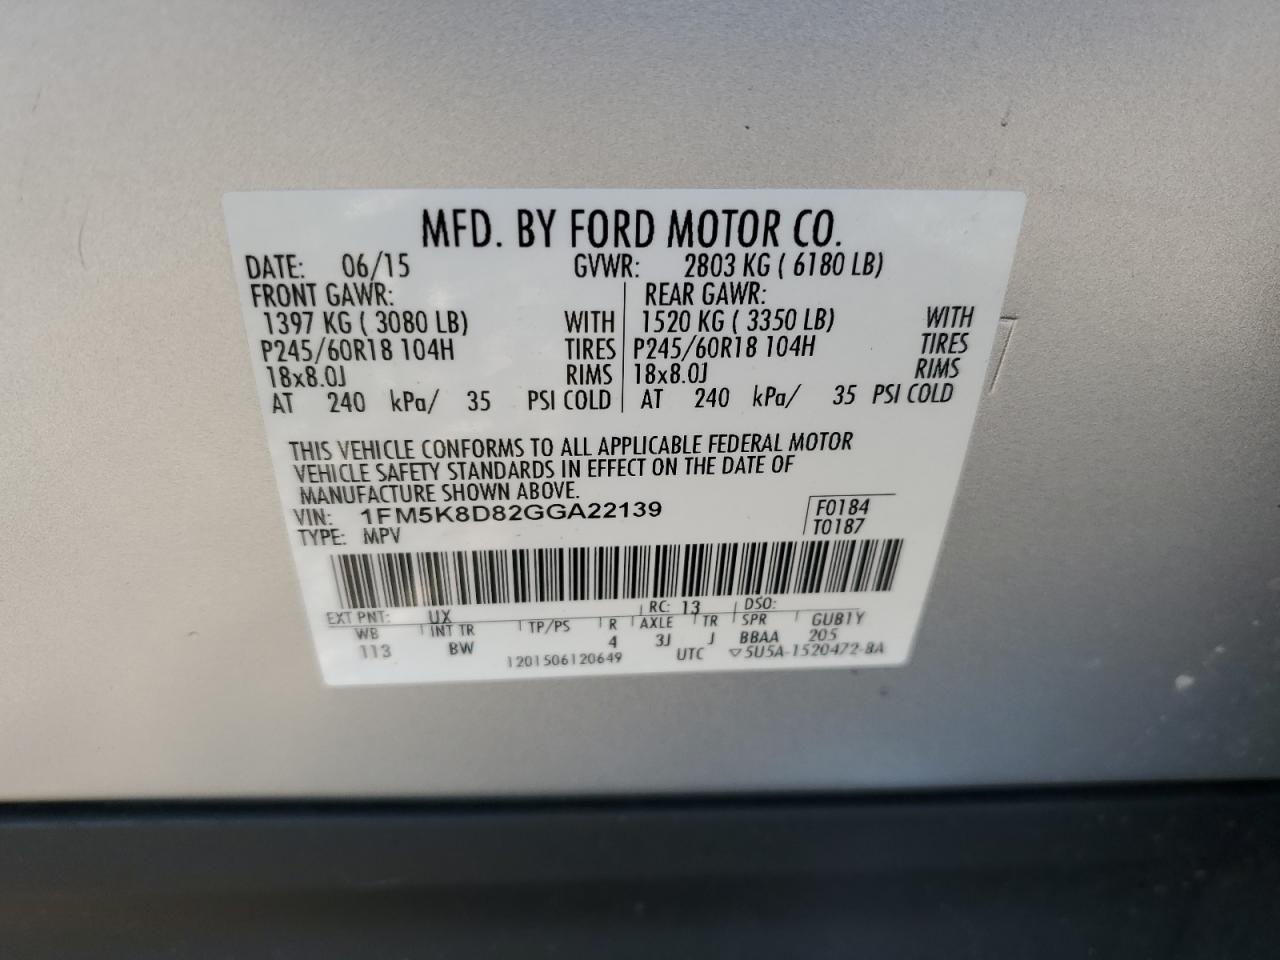 MFD. BY FORD MOTOR CO.
DATE: 06/15 GVWR: 2803 KG ( 6180 LB)
FRONT GAWR: REAR GAWR:
1397 KG ( 3080 LB) WITH 1520 KG ( 3350 LB) WITH
P245/60R18 104H TIRES P245/60R18 104H TIRES
18x8.0J RIMS 18x8.0J RIMS
AT 240 kPa/ 35 PSI COLD AT 240 kPa/ 35 PSI COLD
THIS VEHICLE CONFORMS TO ALL APPLICABLE FEDERAL MOTOR
VEHICLE SAFETY STANDARDS IN EFFECT ON THE DATE OF
MANUFACTURE SHOWN ABOVE.
VIN: 1FM5K8D82GGA22139 F0184
TYPE: MPV T0187
EXT PNT: UX RC: 13 DSO:
WB INT TR TP/PS R AXLE TR SPR GUB1Y
113 BW 4 3J J BBAA 205
1201506120649 UTC ▽5U5A-1520472-BA